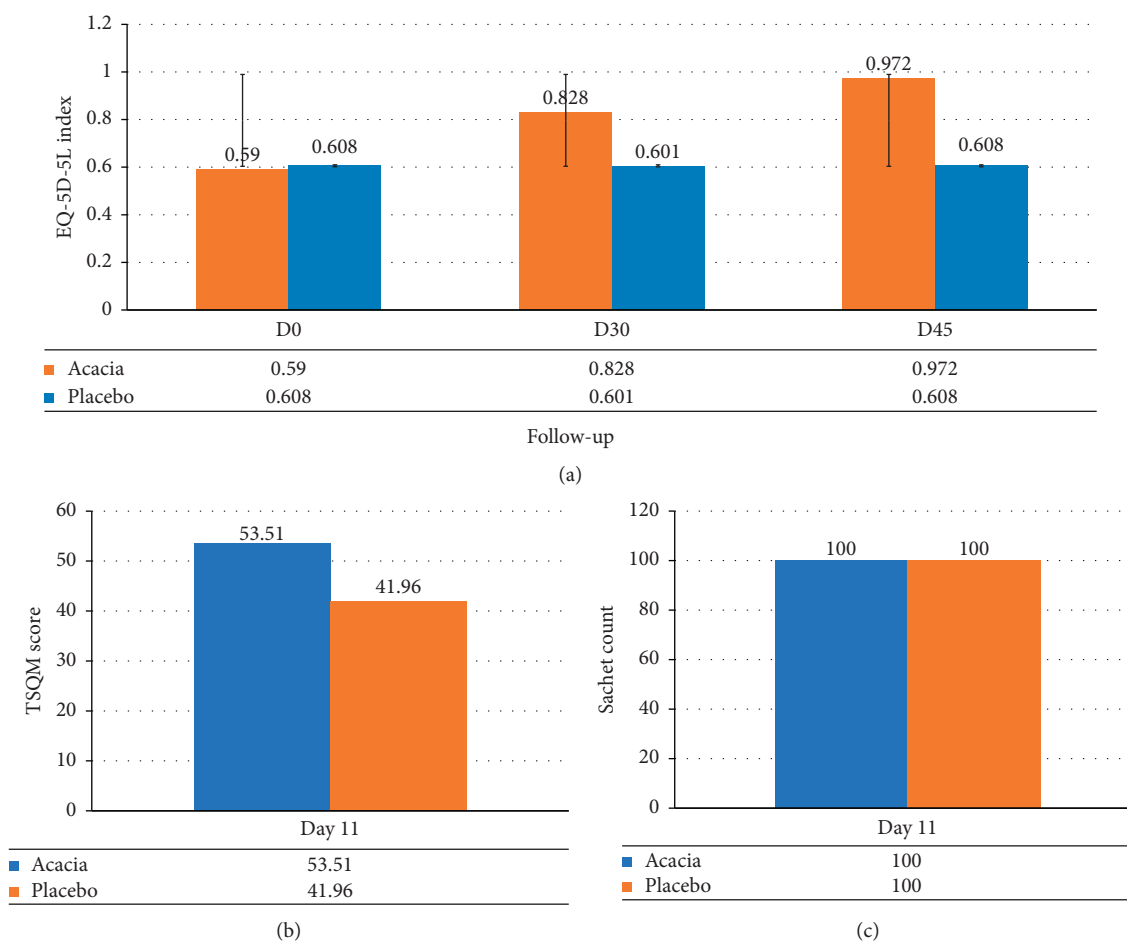 1.2
1
0.8
0.6
0.4
0.2
0
EQ-5D-5L index
0.59
0.608
0.828
0.601
0.972
0.608
D0 D30 D45
Acacia 0.59 0.828 0.972
Placebo 0.608 0.601 0.608
Follow-up
(a)
60
50
40
30
20
10
0
TSQM score
53.51
41.96
Day 11
Acacia 53.51
Placebo 41.96
(b)
120
100
80
60
40
20
0
Sachet count
100 100
Day 11
Acacia 100
Placebo 100
(c)